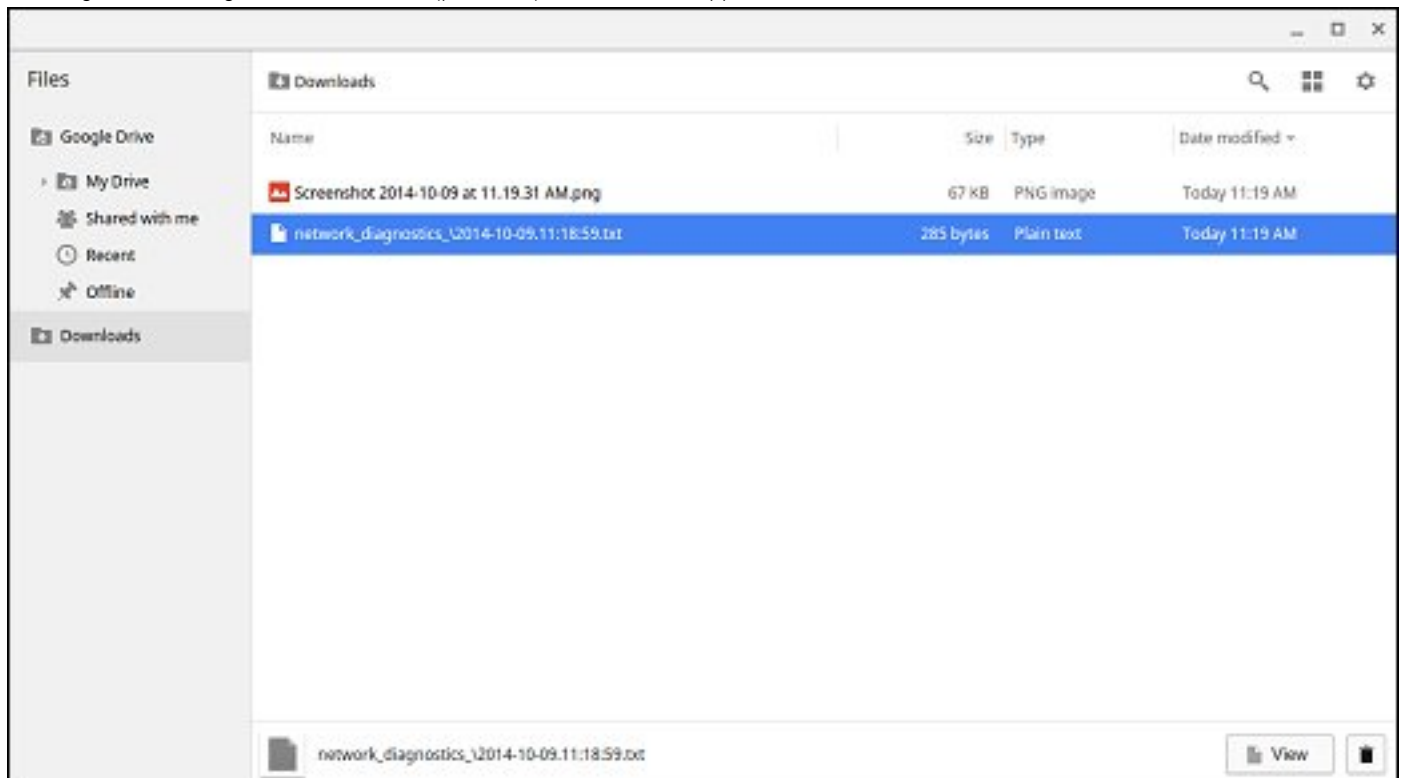 Files
Downloads
Google Drive
Name Size Type Date modified
My Drive
Screenshot 2014-10-09 at 11.19.31 AM.png 67 KB PNG image Today 11:19 AM
Shared with me
network_diagnostics_\2014-10-09.11:18:59.txt 285 bytes Plain text Today 11:19 AM
Recent
Offline
Downloads
network_diagnostics_\2014-10-09.11:18:59.txt View